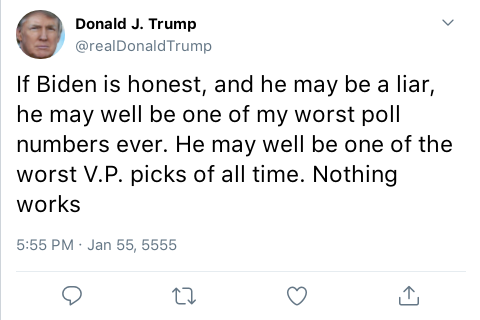 Donald J. Trump
@realDonaldTrump
If Biden is honest, and he may be a liar,
he may well be one of my worst poll
numbers ever. He may well be one of the
worst V.P. picks of all time. Nothing
works
5:55 PM · Jan 55, 5555